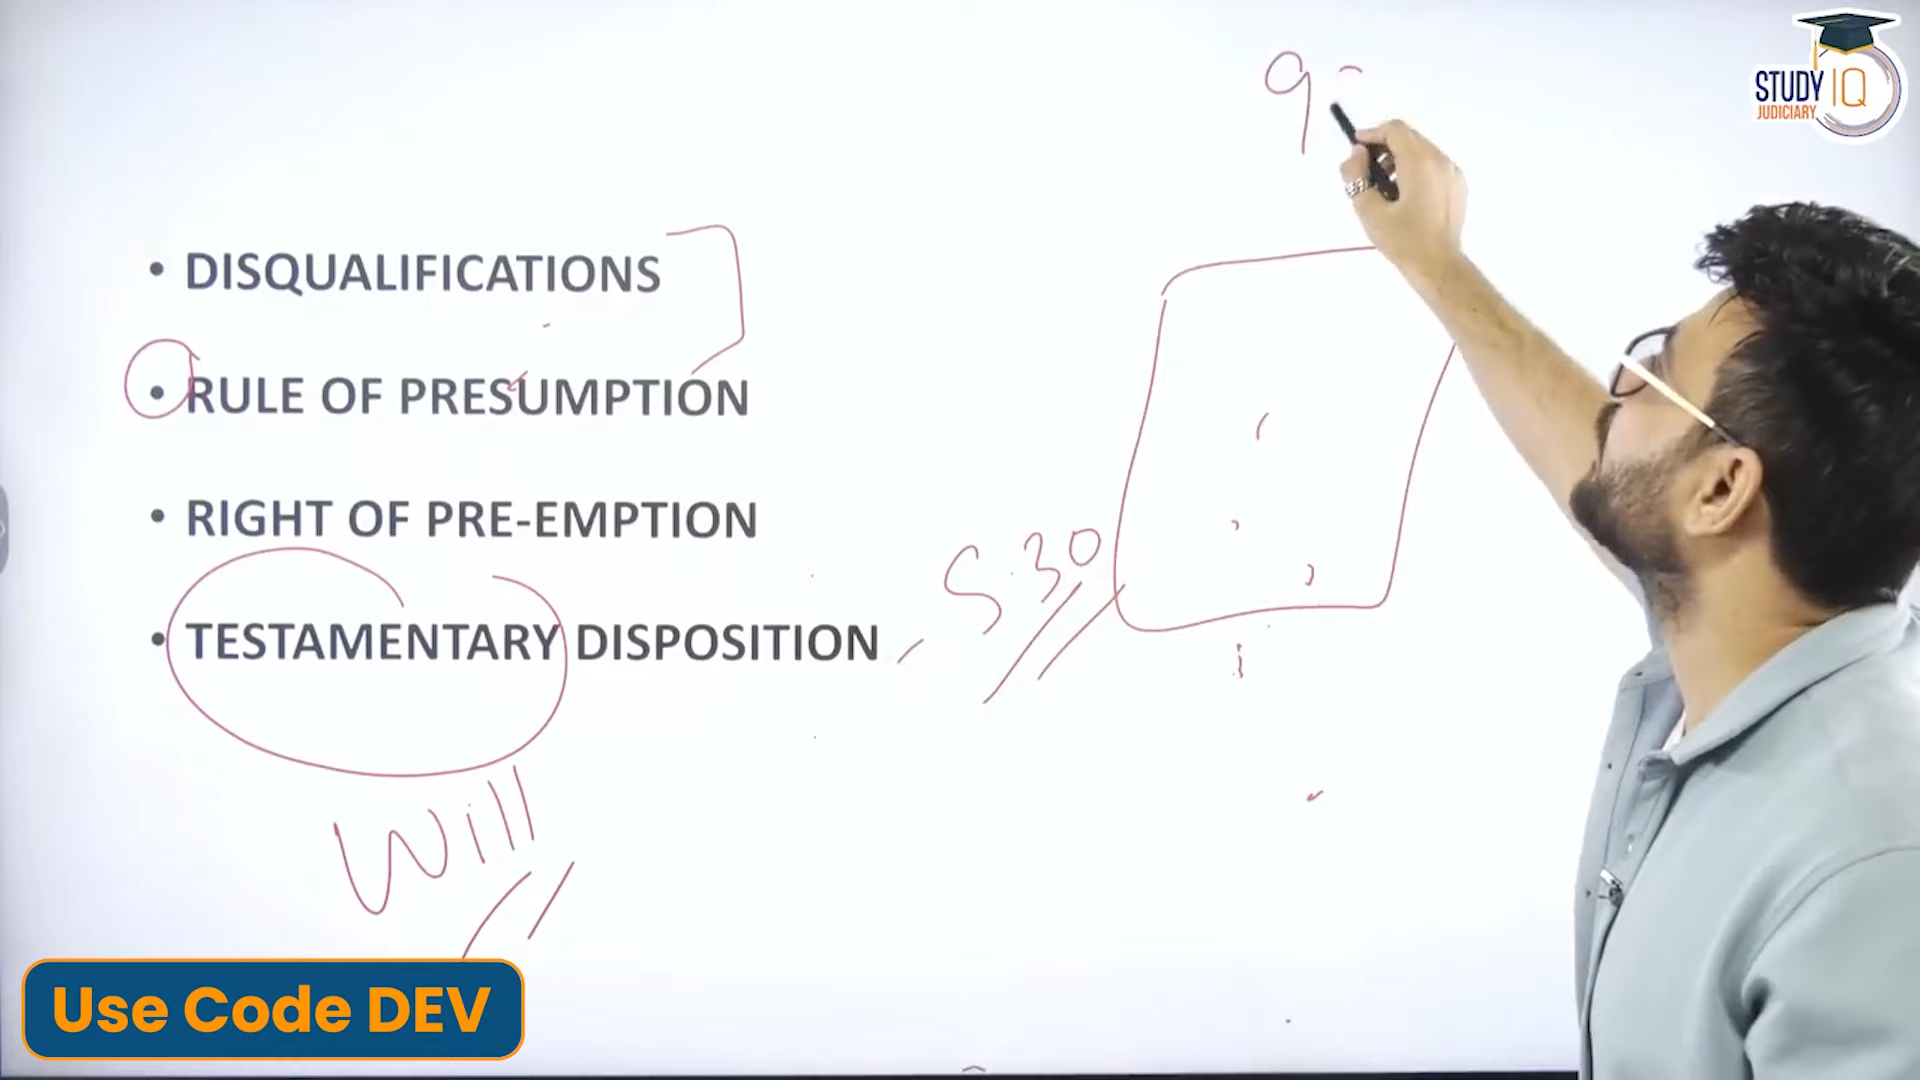 9
STUDY IQ
JUDICIARY
• DISQUALIFICATIONS
• RULE OF PRESUMPTION
• RIGHT OF PRE-EMPTION
S.30
• TESTAMENTARY DISPOSITION
Will
Use Code DEV